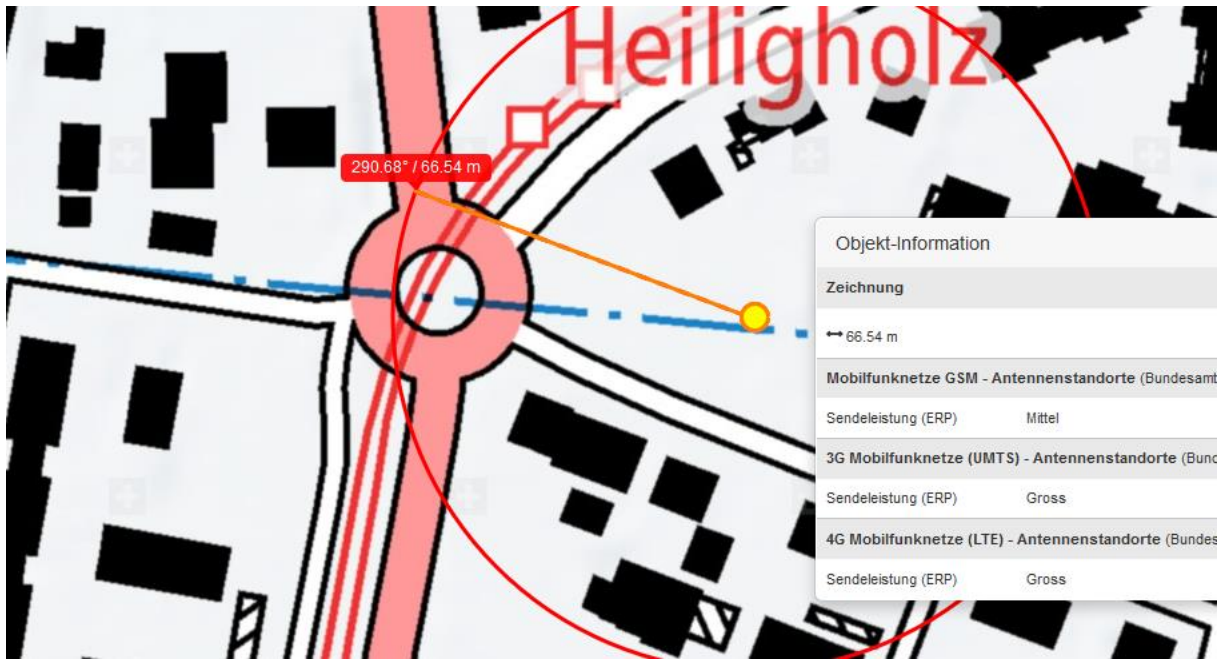 Heiligholz
290.68° / 66.54 m
Objekt-Information
Zeichnung
66.54 m
Mobilfunknetze GSM - Antennenstandorte (Bundesamt
Sendeleistung (ERP) Mittel
3G Mobilfunknetze (UMTS) - Antennenstandorte (Bund
Sendeleistung (ERP) Gross
4G Mobilfunknetze (LTE) - Antennenstandorte (Bundes
Sendeleistung (ERP) Gross